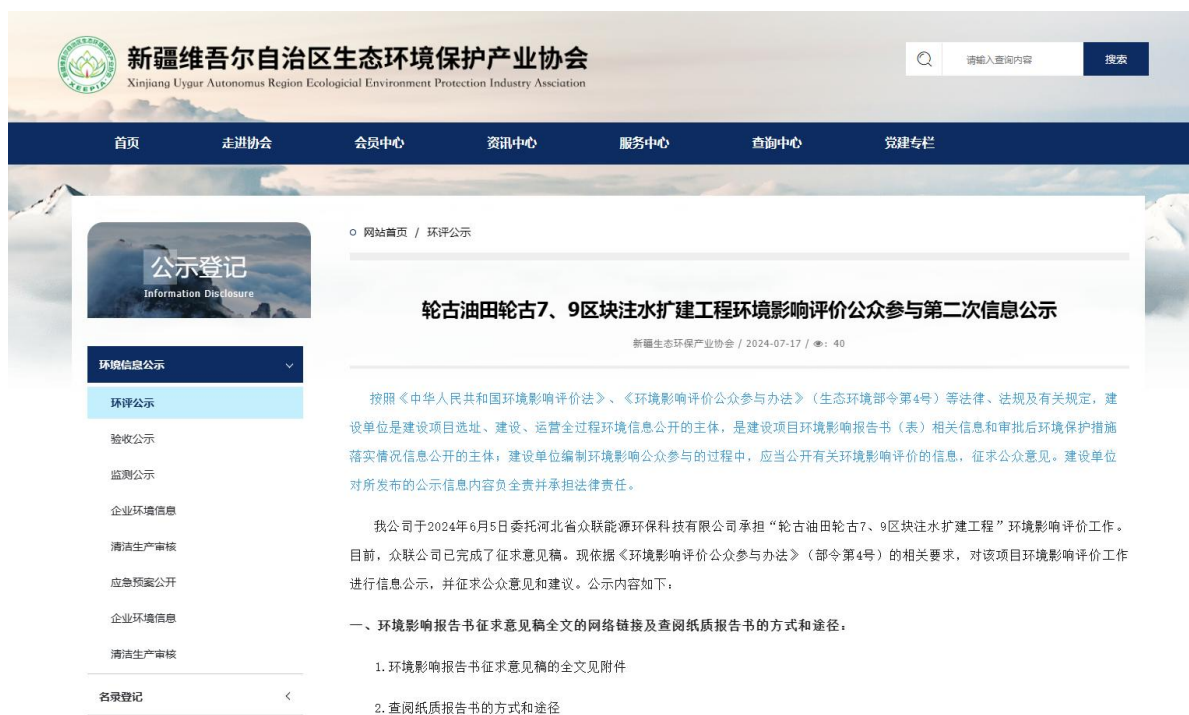 新疆维吾尔自治区生态环境保护产业协会
Xinjiang Uygur Autonomus Region Ecologicial Environment Protection Industry Assciation
XEEPIA
请输入查询内容
搜索
首页
走进协会
会员中心
资讯中心
服务中心
查询中心
党建专栏
公示登记
Information Disclosure
环境信息公示
环评公示
验收公示
监测公示
企业环境信息
清洁生产审核
应急预案公开
企业环境信息
清洁生产审核
名录登记
网站首页 / 环评公示
轮古油田轮古7、9区块注水扩建工程环境影响评价公众参与第二次信息公示
新疆生态环保产业协会 / 2024-07-17 / : 40
按照《中华人民共和国环境影响评价法》、《环境影响评价公众参与办法》（生态环境部令第4号）等法律、法规及有关规定，建
设单位是建设项目选址、建设、运营全过程环境信息公开的主体，是建设项目环境影响报告书（表）相关信息和审批后环境保护措施
落实情况信息公开的主体；建设单位编制环境影响公众参与的过程中，应当公开有关环境影响评价的信息，征求公众意见。建设单位
对所发布的公示信息内容负全责并承担法律责任。
我公司于2024年6月5日委托河北省众联能源环保科技有限公司承担“轮古油田轮古7、9区块注水扩建工程”环境影响评价工作。
目前，众联公司已完成了征求意见稿。现依据《环境影响评价公众参与办法》（部令第4号）的相关要求，对该项目环境影响评价工作
进行信息公示，并征求公众意见和建议。公示内容如下：
一、环境影响报告书征求意见稿全文的网络链接及查阅纸质报告书的方式和途径：
1.环境影响报告书征求意见稿的全文见附件
2.查阅纸质报告书的方式和途径